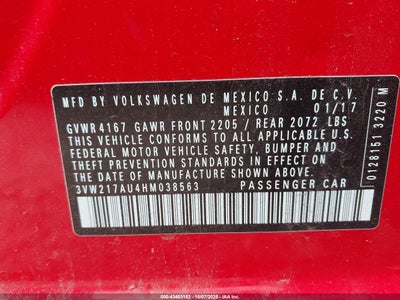 MFD BY VOLKSWAGEN DE MEXICO S.A. DE C.V.
MEXICO 01/17
GVWR 4167 GAWR FRONT 2205 / REAR 2072 LBS
THIS VEHICLE CONFORMS TO ALL APPLICABLE U.S.
FEDERAL MOTOR VEHICLE SAFETY, BUMPER AND
THEFT PREVENTION STANDARDS IN EFFECT ON
THE DATE OF MANUFACTURE SHOWN ABOVE.
3VW217AU4HM038563 PASSENGER CAR
0128151 3220 M